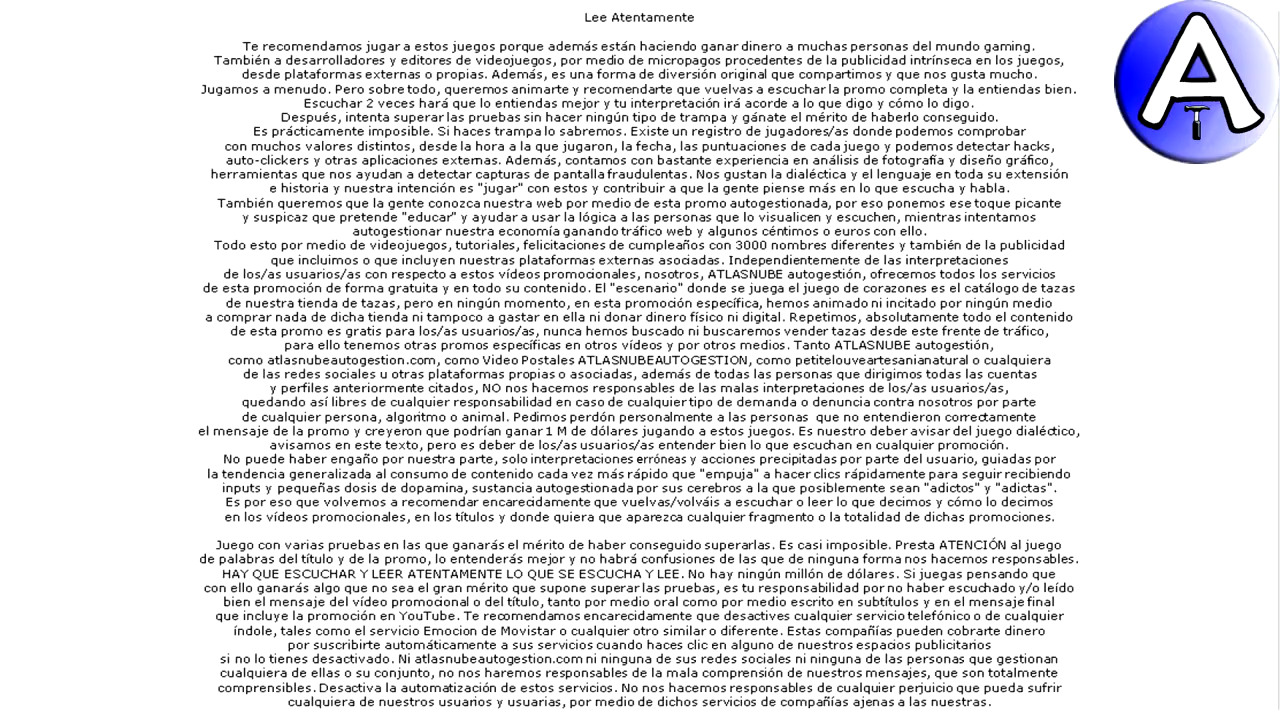 Lee Atentamente
Te recomendamos jugar a estos juegos porque además están haciendo ganar dinero a muchas personas del mundo gaming.
También a desarrolladores y editores de videojuegos, por medio de micropagos procedentes de la publicidad intrínseca en los juegos,
desde plataformas externas o propias. Además, es una forma de diversión original que compartimos y que nos gusta mucho.
Jugamos a menudo. Pero sobre todo, queremos animarte y recomendarte que vuelvas a escuchar la promo completa y la entiendas bien.
Escuchar 2 veces hará que lo entiendas mejor y tu interpretación irá acorde a lo que digo y cómo lo digo.
Después, intenta superar las pruebas sin hacer ningún tipo de trampa y gánate el mérito de haberlo conseguido.
Es prácticamente imposible. Si haces trampa lo sabremos. Existe un registro de jugadores/as donde podemos comprobar
con muchos valores distintos, desde la hora a la que jugaron, la fecha, las puntuaciones de cada juego y podemos detectar hacks,
auto-clickers y otras aplicaciones externas. Además, contamos con bastante experiencia en análisis de fotografía y diseño gráfico,
herramientas que nos ayudan a detectar capturas de pantalla fraudulentas. Nos gustan la dialéctica y el lenguaje en toda su extensión
e historia y nuestra intención es "jugar" con estos y contribuir a que la gente piense más en lo que escucha y habla.
También queremos que la gente conozca nuestra web por medio de esta promo autogestionada, por eso ponemos ese toque picante
y suspicaz que pretende "educar" y ayudar a usar la lógica a las personas que lo visualicen y escuchen, mientras intentamos
autogestionar nuestra economía ganando tráfico web y algunos céntimos o euros con ello.
Todo esto por medio de videojuegos, tutoriales, felicitaciones de cumpleaños con 3000 nombres diferentes y también de la publicidad
que incluimos o que incluyen nuestras plataformas externas asociadas. Independientemente de las interpretaciones
de los/as usuarios/as con respecto a estos vídeos promocionales, nosotros, ATLASNUBE autogestión, ofrecemos todos los servicios
de esta promoción de forma gratuita y en todo su contenido. El "escenario" donde se juega el juego de corazones es el catálogo de tazas
de nuestra tienda de tazas, pero en ningún momento, en esta promoción específica, hemos animado ni incitado por ningún medio
a comprar nada de dicha tienda ni tampoco a gastar en ella ni donar dinero físico ni digital. Repetimos, absolutamente todo el contenido
de esta promo es gratis para los/as usuarios/as, nunca hemos buscado ni buscaremos vender tazas desde este frente de tráfico,
para ello tenemos otras promos específicas en otros vídeos y por otros medios. Tanto ATLASNUBE autogestión,
como atlasnubeautogestion.com, como Video Postales ATLASNUBEAUTOGESTION, como petitelouveartesanianatural o cualquiera
de las redes sociales u otras plataformas propias o asociadas, además de todas las personas que dirigimos todas las cuentas
y perfiles anteriormente citados, NO nos hacemos responsables de las malas interpretaciones de los/as usuarios/as,
quedando así libres de cualquier responsabilidad en caso de cualquier tipo de demanda o denuncia contra nosotros por parte
de cualquier persona, algoritmo o animal. Pedimos perdón personalmente a las personas que no entendieron correctamente
el mensaje de la promo y creyeron que podrían ganar 1 M de dólares jugando a estos juegos. Es nuestro deber avisar del juego dialéctico,
avisamos en este texto, pero es deber de los/as usuarios/as entender bien lo que escuchan en cualquier promoción.
No puede haber engaño por nuestra parte, solo interpretaciones erróneas y acciones precipitadas por parte del usuario, guiadas por
la tendencia generalizada al consumo de contenido cada vez más rápido que "empuja" a hacer clics rápidamente para seguir recibiendo
inputs y pequeñas dosis de dopamina, sustancia autogestionada por sus cerebros a la que posiblemente sean "adictos" y "adictas".
Es por eso que volvemos a recomendar encarecidamente que vuelvas/volváis a escuchar o leer lo que decimos y cómo lo decimos
en los vídeos promocionales, en los títulos y donde quiera que aparezca cualquier fragmento o la totalidad de dichas promociones.
Juego con varias pruebas en las que ganarás el mérito de haber conseguido superarlas. Es casi imposible. Presta ATENCIÓN al juego
de palabras del título y de la promo, lo entenderás mejor y no habrá confusiones de las que de ninguna forma nos hacemos responsables.
HAY QUE ESCUCHAR Y LEER ATENTAMENTE LO QUE SE ESCUCHA Y LEE. No hay ningún millón de dólares. Si juegas pensando que
con ello ganarás algo que no sea el gran mérito que supone superar las pruebas, es tu responsabilidad por no haber escuchado y/o leído
bien el mensaje del vídeo promocional o del título, tanto por medio oral como por medio escrito en subtítulos y en el mensaje final
que incluye la promoción en YouTube. Te recomendamos encarecidamente que desactives cualquier servicio telefónico o de cualquier
índole, tales como el servicio Emocion de Movistar o cualquier otro similar o diferente. Estas compañías pueden cobrarte dinero
por suscribirte automáticamente a sus servicios cuando haces clic en alguno de nuestros espacios publicitarios
si no lo tienes desactivado. Ni atlasnubeautogestion.com ni ninguna de sus redes sociales ni ninguna de las personas que gestionan
cualquiera de ellas o su conjunto, no nos haremos responsables de la mala comprensión de nuestros mensajes, que son totalmente
comprensibles. Desactiva la automatización de estos servicios. No nos hacemos responsables de cualquier perjuicio que pueda sufrir
cualquiera de nuestros usuarios y usuarias, por medio de dichos servicios de compañías ajenas a las nuestras.
A